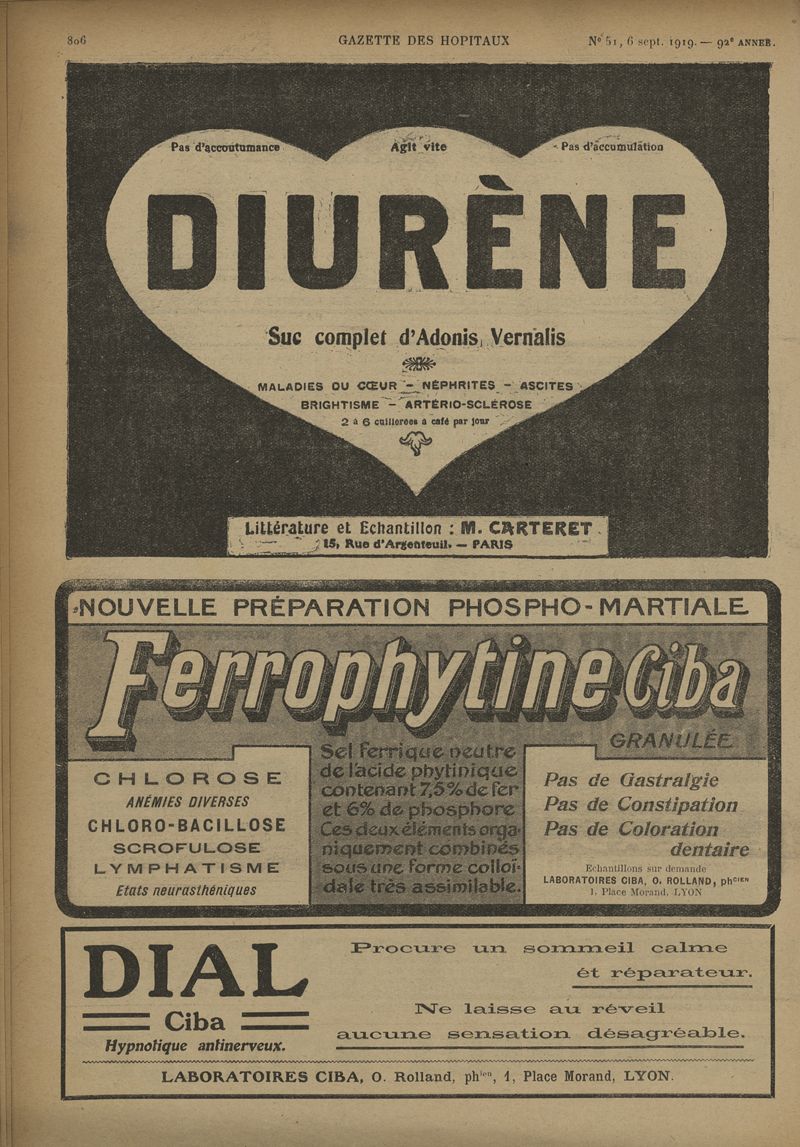 806
GAZETTE DES HOPITAUX
N° 51, 6 sept. 1919. — 92e ANNEE.
Pas d'accoutumance
Agit vite
Pas d'accumulation
DIURÈNE
Suc complet d'Adonis Vernalis
MALADIES DU CŒUR – NÉPHRITES – ASCITES
BRIGHTISME – ARTÉRIO-SCLÉROSE
2 à 6 cuillerées à café par jour
Littérature et Echantillon : M. CARTERET
15, Rue d'Argenteuil. — PARIS
NOUVELLE PRÉPARATION PHOSPHO-MARTIALE
Ferrophytine Ciba
GRANULÉE
CHLOROSE
ANÉMIES DIVERSES
CHLORO-BACILLOSE
SCROFULOSE
LYMPHATISME
Etats neurasthéniques
Sel ferrique neutre
de l'acide phytinique
contenant 7,5% de fer
et 6% de phosphore
Ces deux éléments orga-
niquement combinés
sous une forme colloï-
dale très assimilable.
Pas de Gastralgie
Pas de Constipation
Pas de Coloration
dentaire
Echantillons sur demande
LABORATOIRES CIBA, O. ROLLAND, phCIEN
1, Place Morand, LYON
DIAL
Ciba
Hypnotique antinerveux.
Procure un sommeil calme
et réparateur.
Ne laisse au réveil
aucune sensation désagréable.
LABORATOIRES CIBA, O. Rolland, phien, 1, Place Morand, LYON.